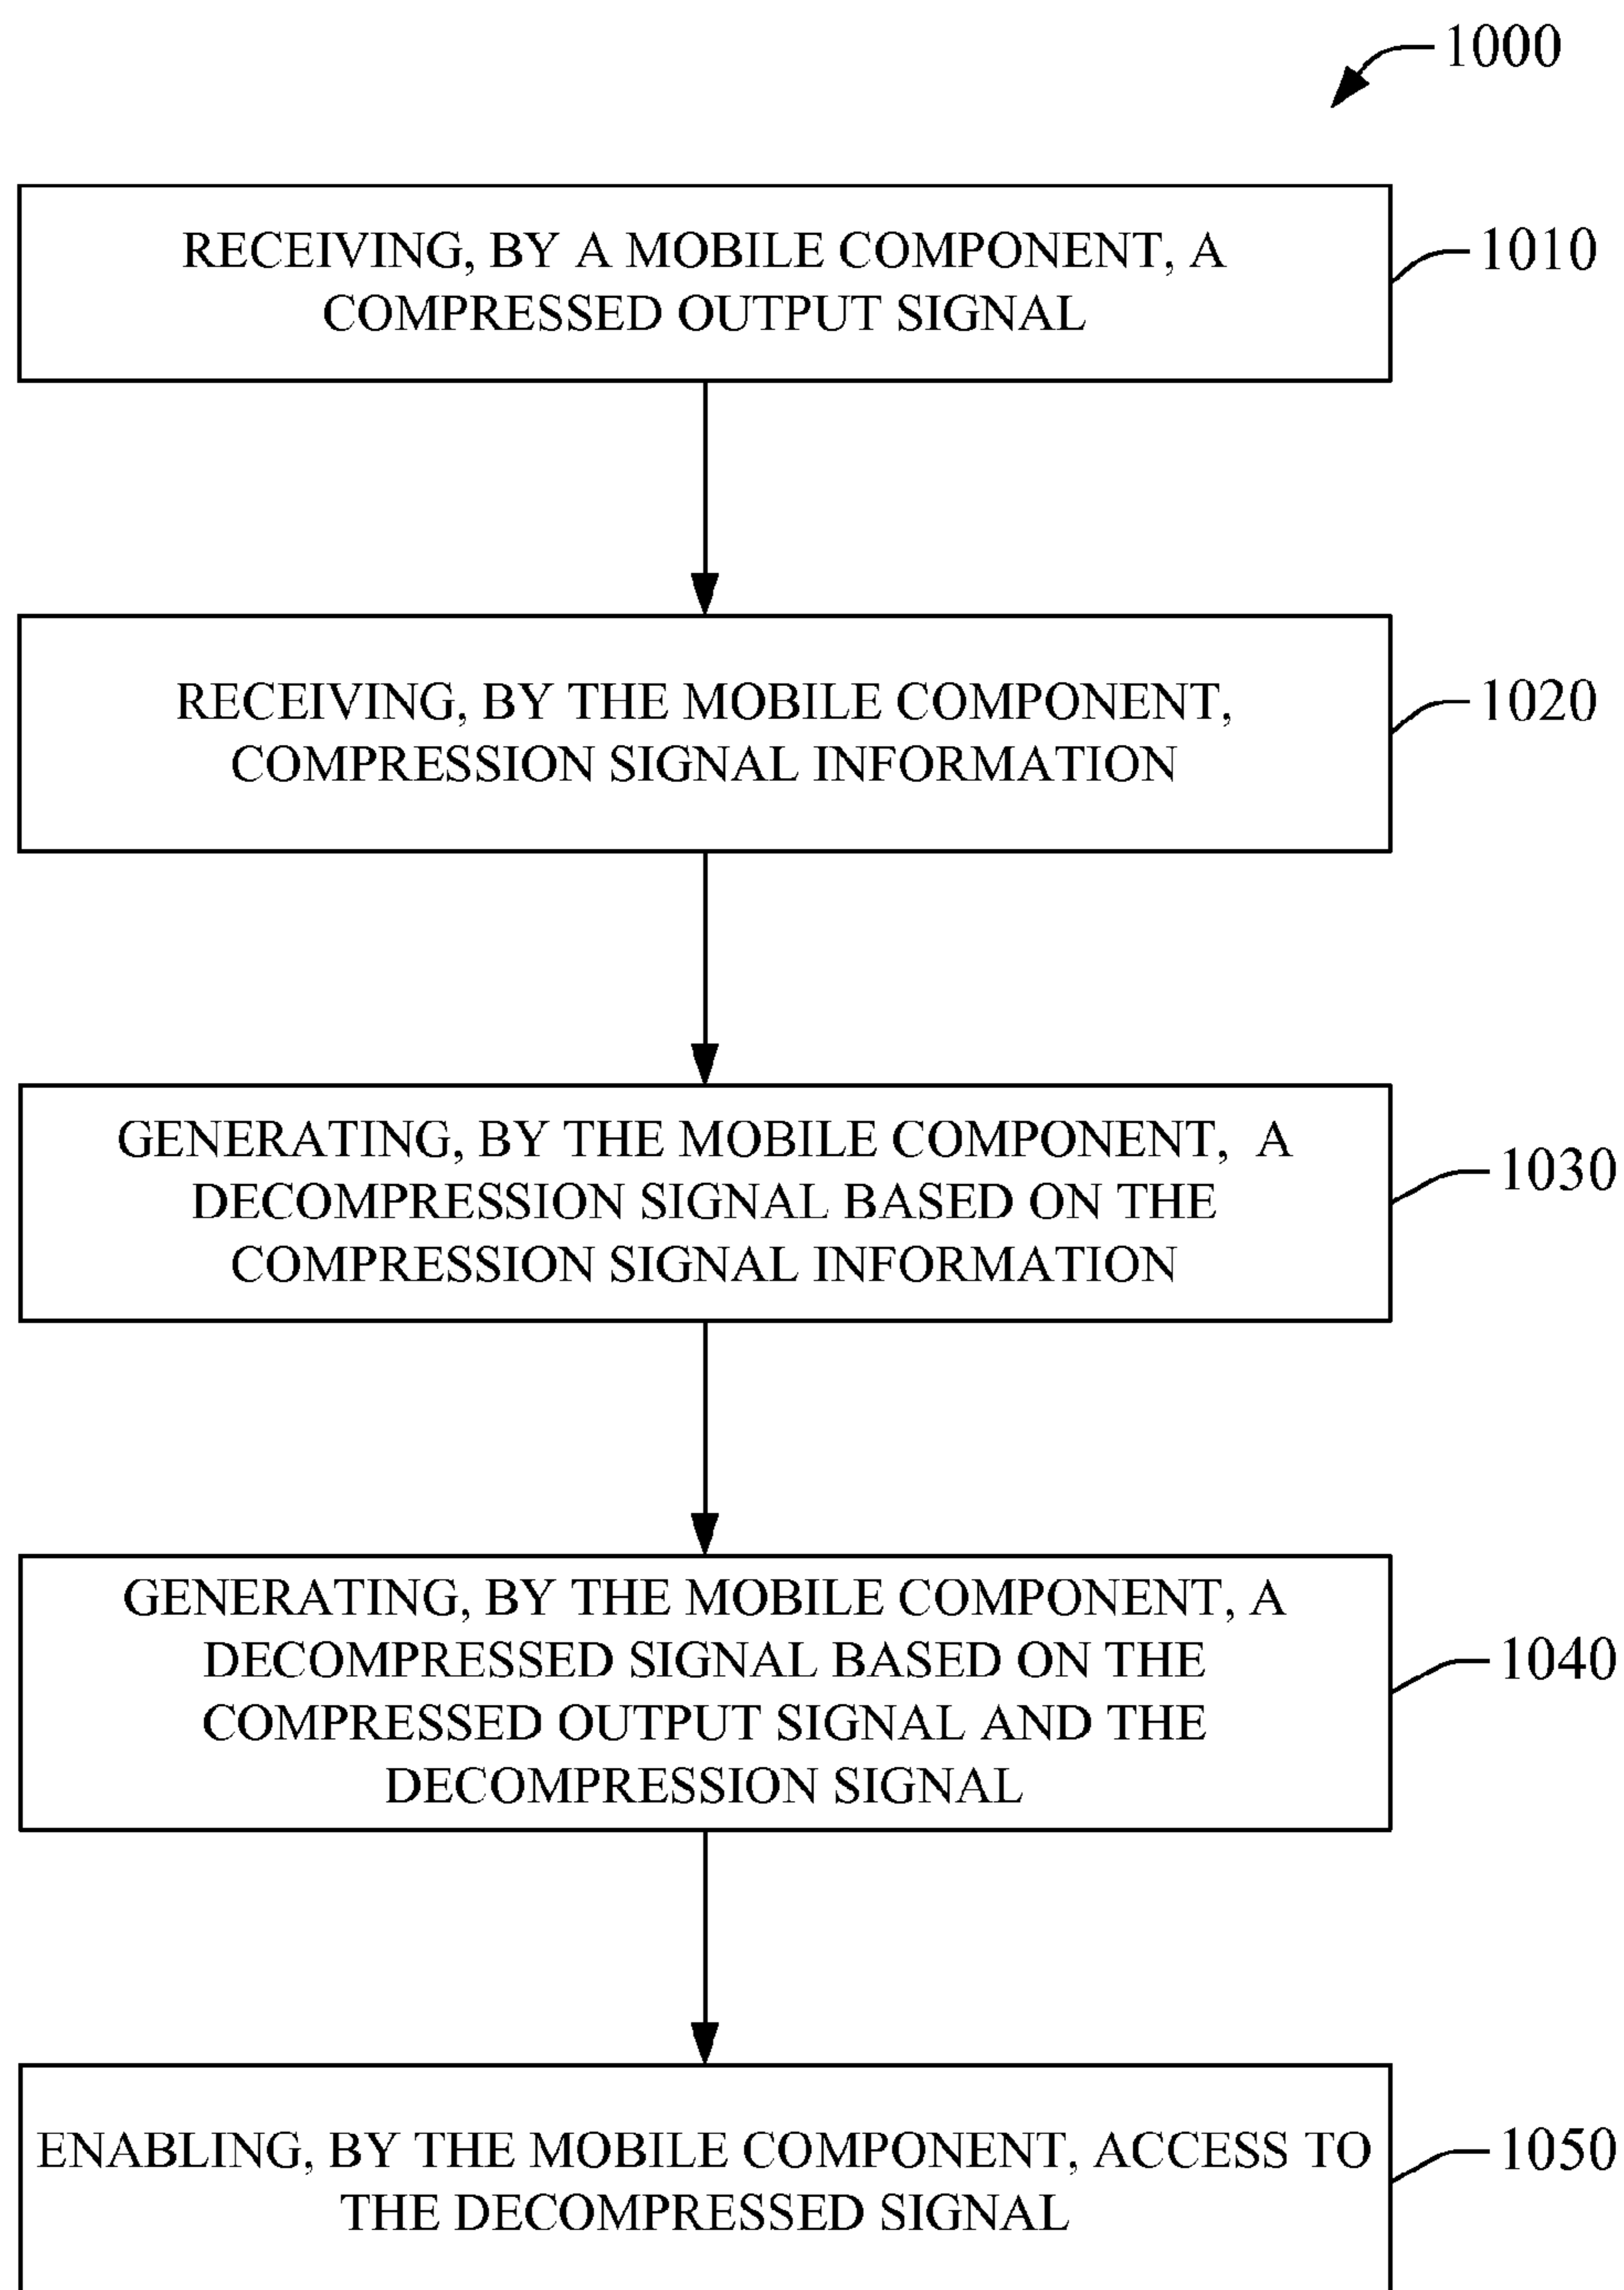 1000
RECEIVING, BY A MOBILE COMPONENT, A
COMPRESSED OUTPUT SIGNAL
1010
RECEIVING, BY THE MOBILE COMPONENT,
COMPRESSION SIGNAL INFORMATION
1020
GENERATING, BY THE MOBILE COMPONENT, A
DECOMPRESSION SIGNAL BASED ON THE
COMPRESSION SIGNAL INFORMATION
1030
GENERATING, BY THE MOBILE COMPONENT, A
DECOMPRESSED SIGNAL BASED ON THE
COMPRESSED OUTPUT SIGNAL AND THE
DECOMPRESSION SIGNAL
1040
ENABLING, BY THE MOBILE COMPONENT, ACCESS TO
THE DECOMPRESSED SIGNAL
1050